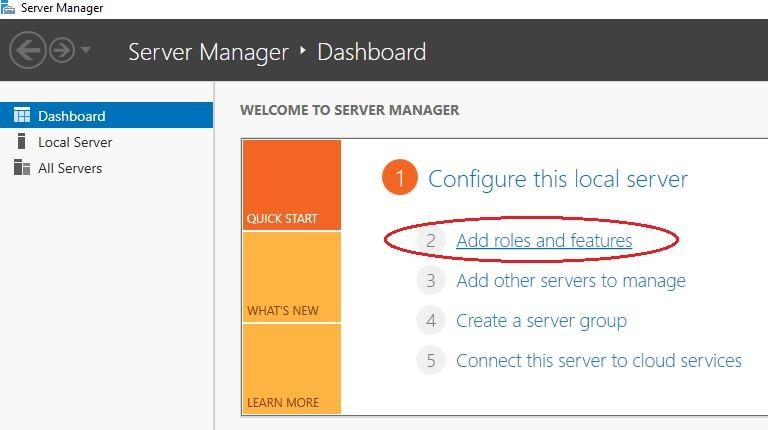 Server Manager
Server Manager ‣ Dashboard
Dashboard
Local Server
All Servers
WELCOME TO SERVER MANAGER
QUICK START
WHAT'S NEW
LEARN MORE
1 Configure this local server
2 Add roles and features
3 Add other servers to manage
4 Create a server group
5 Connect this server to cloud services